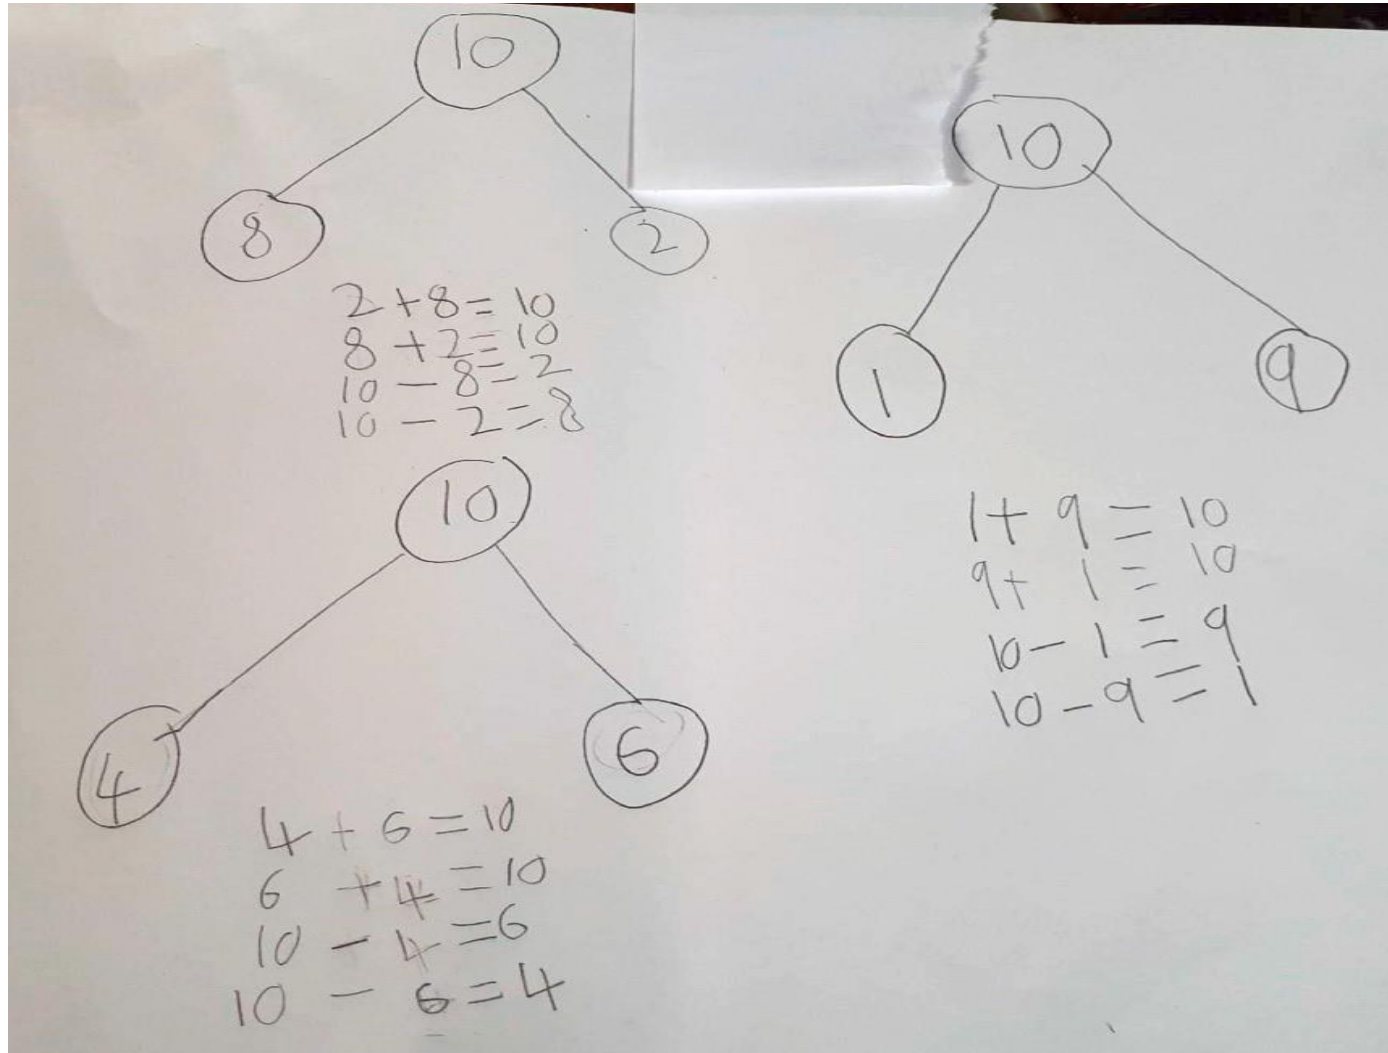 10
8 2
2 + 8 = 10
8 + 2 = 10
10 - 8 = 2
10 - 2 = 8
10
4 6
4 + 6 = 10
6 + 4 = 10
10 - 4 = 6
10 - 6 = 4
10
1 9
1 + 9 = 10
9 + 1 = 10
10 - 1 = 9
10 - 9 = 1